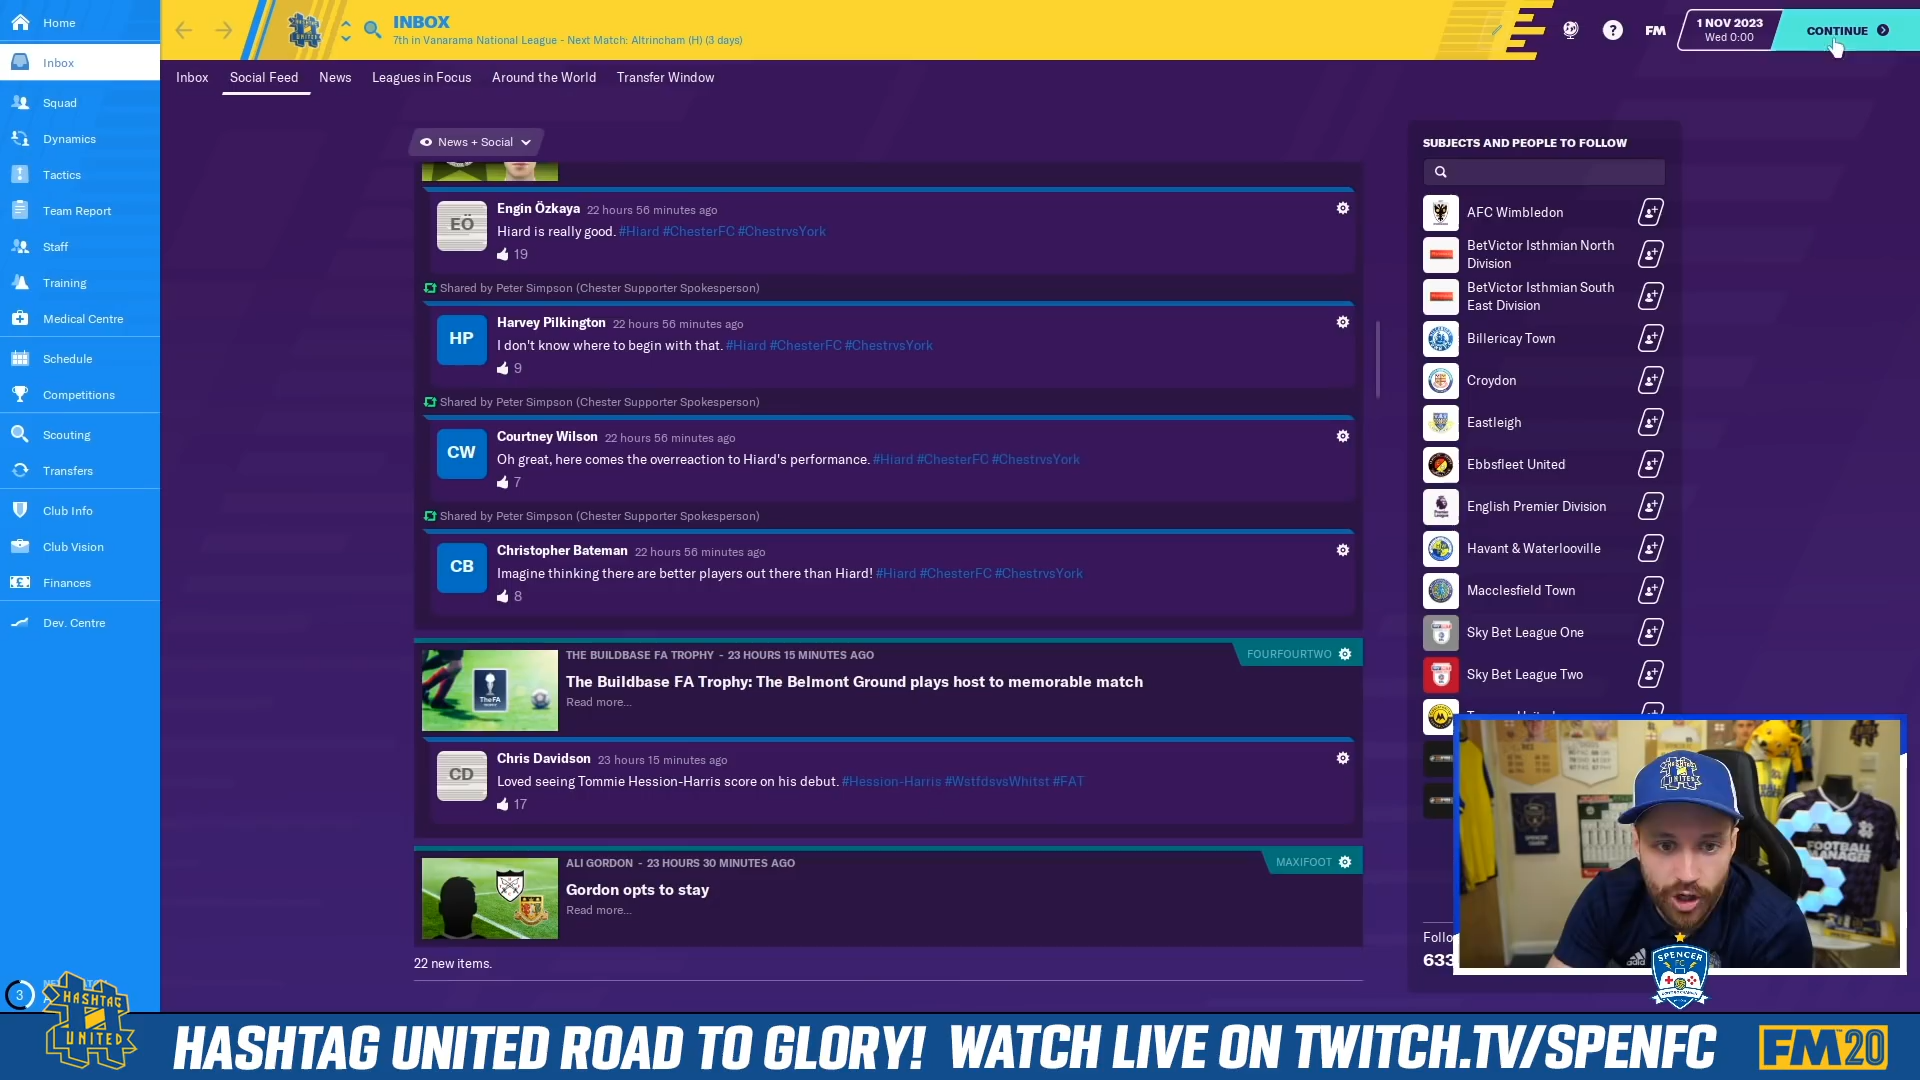 Home
Inbox
Squad
Dynamics
Tactics
Team Report
Staff
Training
Medical Centre
Schedule
Competitions
Scouting
Transfers
Club Info
Club Vision
Finances
Dev. Centre
3
HASHTAG
UNITED
INBOX
7th in Vanarama National League - Next Match: Altrincham (H) (3 days)
?
FM
1 NOV 2023
Wed 0:00
CONTINUE
Inbox
Social Feed
News
Leagues in Focus
Around the World
Transfer Window
News + Social
EÖ
Engin Özkaya 22 hours 56 minutes ago
Hiard is really good. #Hiard #ChesterFC #ChestrvsYork
19
Shared by Peter Simpson (Chester Supporter Spokesperson)
HP
Harvey Pilkington 22 hours 56 minutes ago
I don't know where to begin with that. #Hiard #ChesterFC #ChestrvsYork
9
Shared by Peter Simpson (Chester Supporter Spokesperson)
CW
Courtney Wilson 22 hours 56 minutes ago
Oh great, here comes the overreaction to Hiard's performance. #Hiard #ChesterFC #ChestrvsYork
7
Shared by Peter Simpson (Chester Supporter Spokesperson)
CB
Christopher Bateman 22 hours 56 minutes ago
Imagine thinking there are better players out there than Hiard! #Hiard #ChesterFC #ChestrvsYork
8
THE BUILDBASE FA TROPHY - 23 HOURS 15 MINUTES AGO
FOURFOURTWO
The Buildbase FA Trophy: The Belmont Ground plays host to memorable match
Read more...
CD
Chris Davidson 23 hours 15 minutes ago
Loved seeing Tommie Hession-Harris score on his debut. #Hession-Harris #WstfdsvsWhitst #FAT
17
ALI GORDON - 23 HOURS 30 MINUTES AGO
MAXIFOOT
Gordon opts to stay
Read more...
22 new items.
SUBJECTS AND PEOPLE TO FOLLOW
AFC Wimbledon
BetVictor Isthmian North
Division
BetVictor Isthmian South
East Division
Billericay Town
Croydon
Eastleigh
Ebbsfleet United
English Premier Division
Havant & Waterlooville
Macclesfield Town
Sky Bet League One
Sky Bet League Two
Follo
633
FOOTBALL
MANAGER
HASHTAG
UNITED
adidas
SPENCER
FC
HASHTAG UNITED ROAD TO GLORY! WATCH LIVE ON TWITCH.TV/SPENFC
FM20